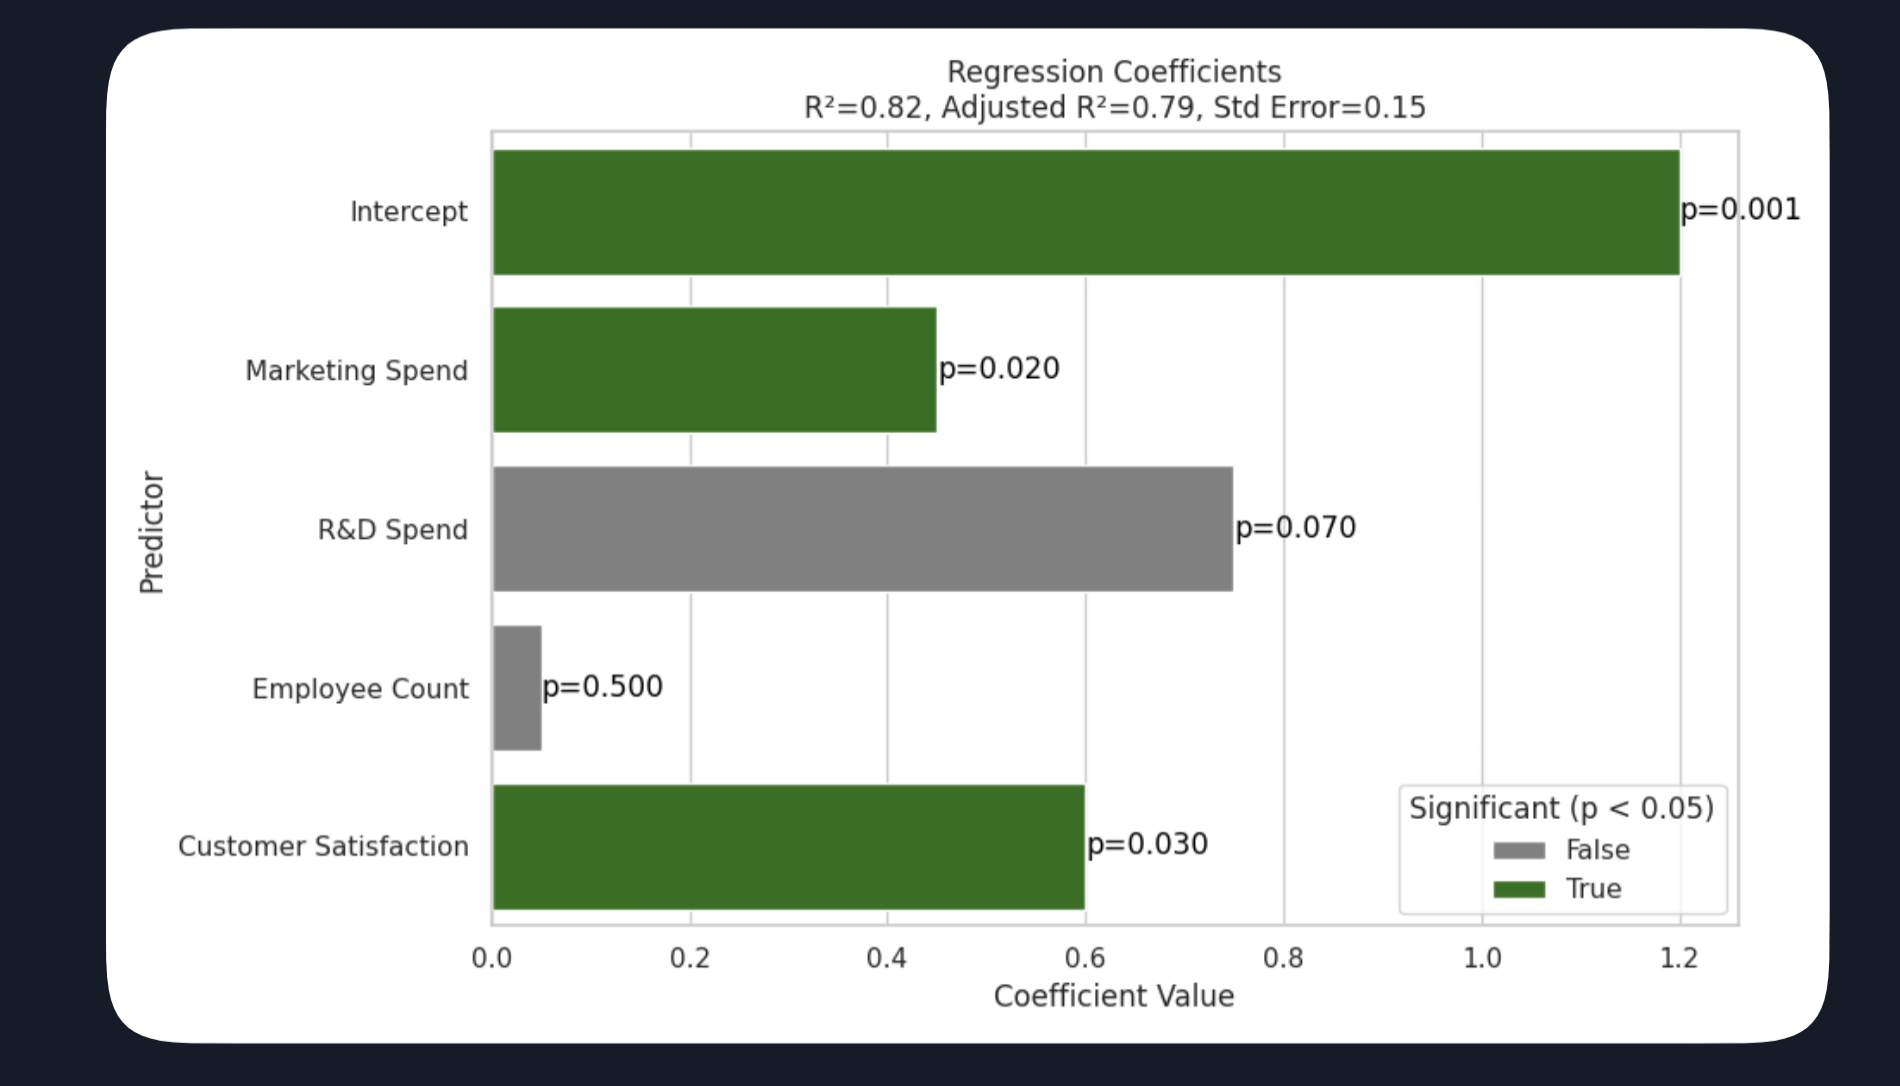 Regression Coefficients
R²=0.82, Adjusted R²=0.79, Std Error=0.15
Predictor
Intercept
p=0.001
Marketing Spend
p=0.020
R&D Spend
p=0.070
Employee Count
p=0.500
Customer Satisfaction
p=0.030
Significant (p < 0.05)
False
True
0.0 0.2 0.4 0.6 0.8 1.0 1.2
Coefficient Value